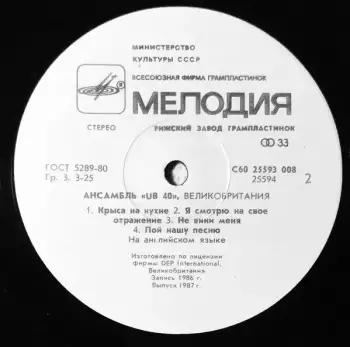 МИНИСТЕРСТВО
КУЛЬТУРЫ СССР
ВСЕСОЮЗНАЯ ФИРМА ГРАМПЛАСТИНОК
МЕЛОДИЯ
СТЕРЕО
РИЖСКИЙ ЗАВОД ГРАМПЛАСТИНОК
33
ГОСТ 5289-80
Гр. 3. 3-25
С60 25593 008
25594
2
АНСАМБЛЬ «UB 40», ВЕЛИКОБРИТАНИЯ
1. Крыса на кухне 2. Я смотрю на свое
отражение 3. Не вини меня
4. Пой нашу песню
На английском языке
Изготовлено по лицензии
фирмы DEP International,
Великобритания
Запись 1986 г.
Выпуск 1987 г.